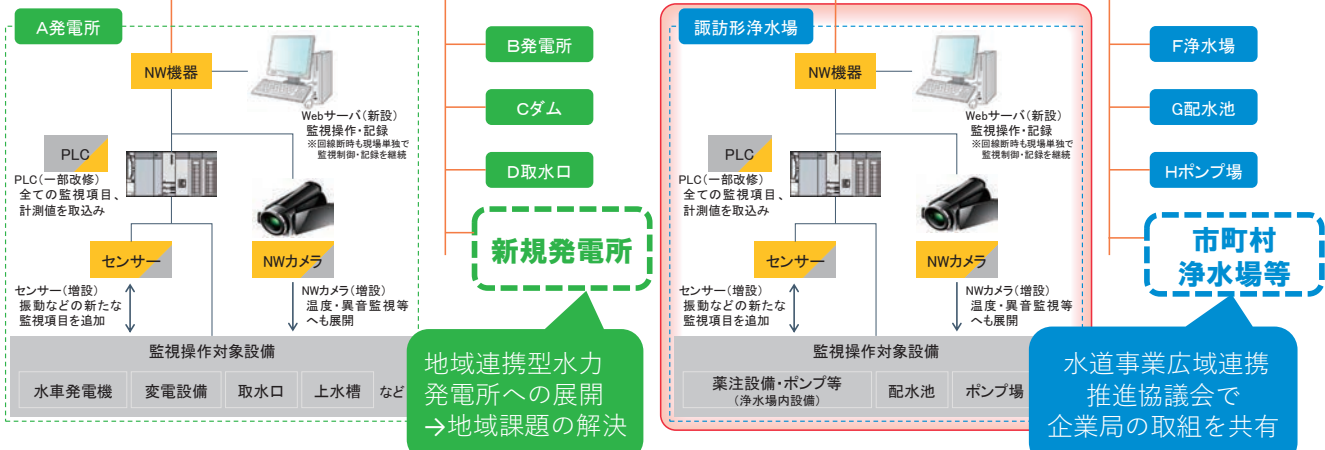 A発電所
NW機器
Webサーバ(新設)
監視操作・記録
※回線断時も現場単独で
監視制御・記録を継続
PLC
PLC(一部改修)
全ての監視項目、
計測値を取込み
センサー
NWカメラ
センサー(増設)
振動などの新たな
監視項目を追加
NWカメラ(増設)
温度・異音監視等
へも展開
監視操作対象設備
水車発電機
変電設備
取水口
上水槽
など
B発電所
Cダム
D取水口
新規発電所
地域連携型水力
発電所への展開
→地域課題の解決
諏訪形浄水場
NW機器
Webサーバ(新設)
監視操作・記録
※回線断時も現場単独で
監視制御・記録を継続
PLC
PLC(一部改修)
全ての監視項目、
計測値を取込み
センサー
NWカメラ
センサー(増設)
振動などの新たな
監視項目を追加
NWカメラ(増設)
温度・異音監視等
へも展開
監視操作対象設備
薬注設備・ポンプ等
(浄水場内設備)
配水池
ポンプ場
F浄水場
G配水池
Hポンプ場
市町村
浄水場等
水道事業広域連携
推進協議会で
企業局の取組を共有